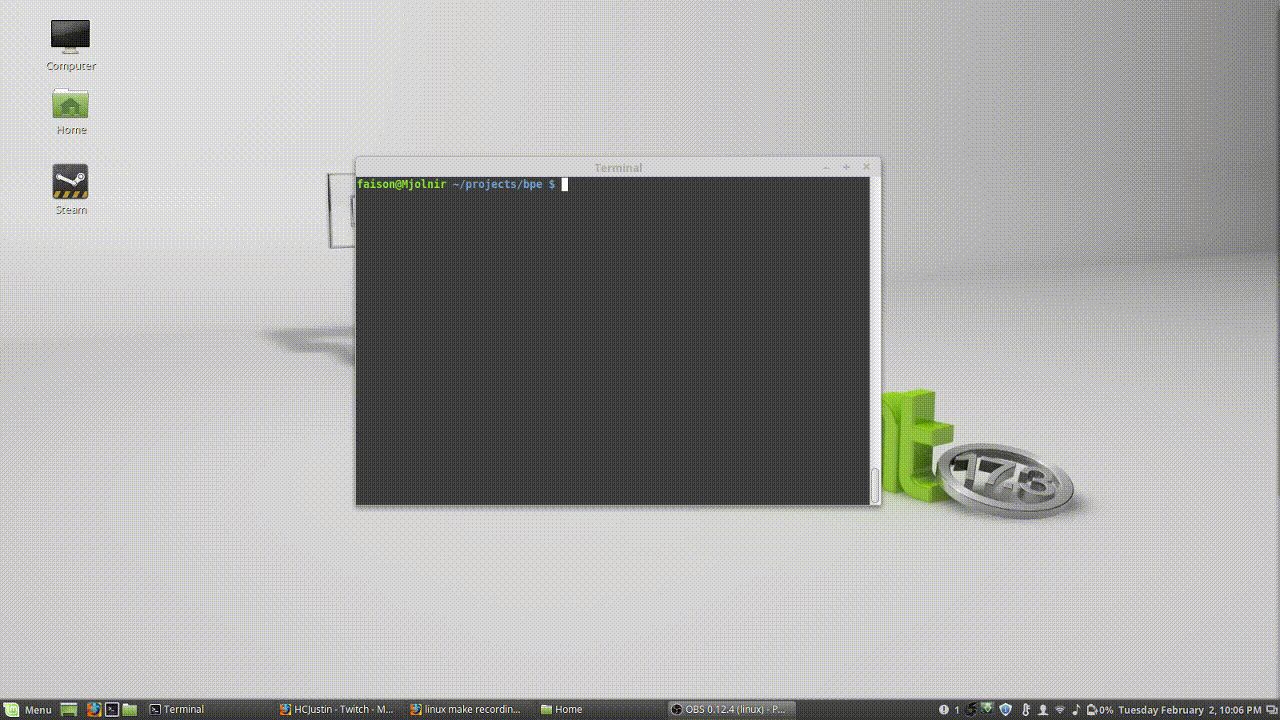 Computer
Home
Steam
Terminal
faison@Mjolnir ~/projects/bpe $
t
17.3
Menu
Terminal
HCJustin - Twitch - M...
linux make recordin...
Home
OBS 0.12.4 (linux) - P...
1
0%
Tuesday February 2, 10:06 PM